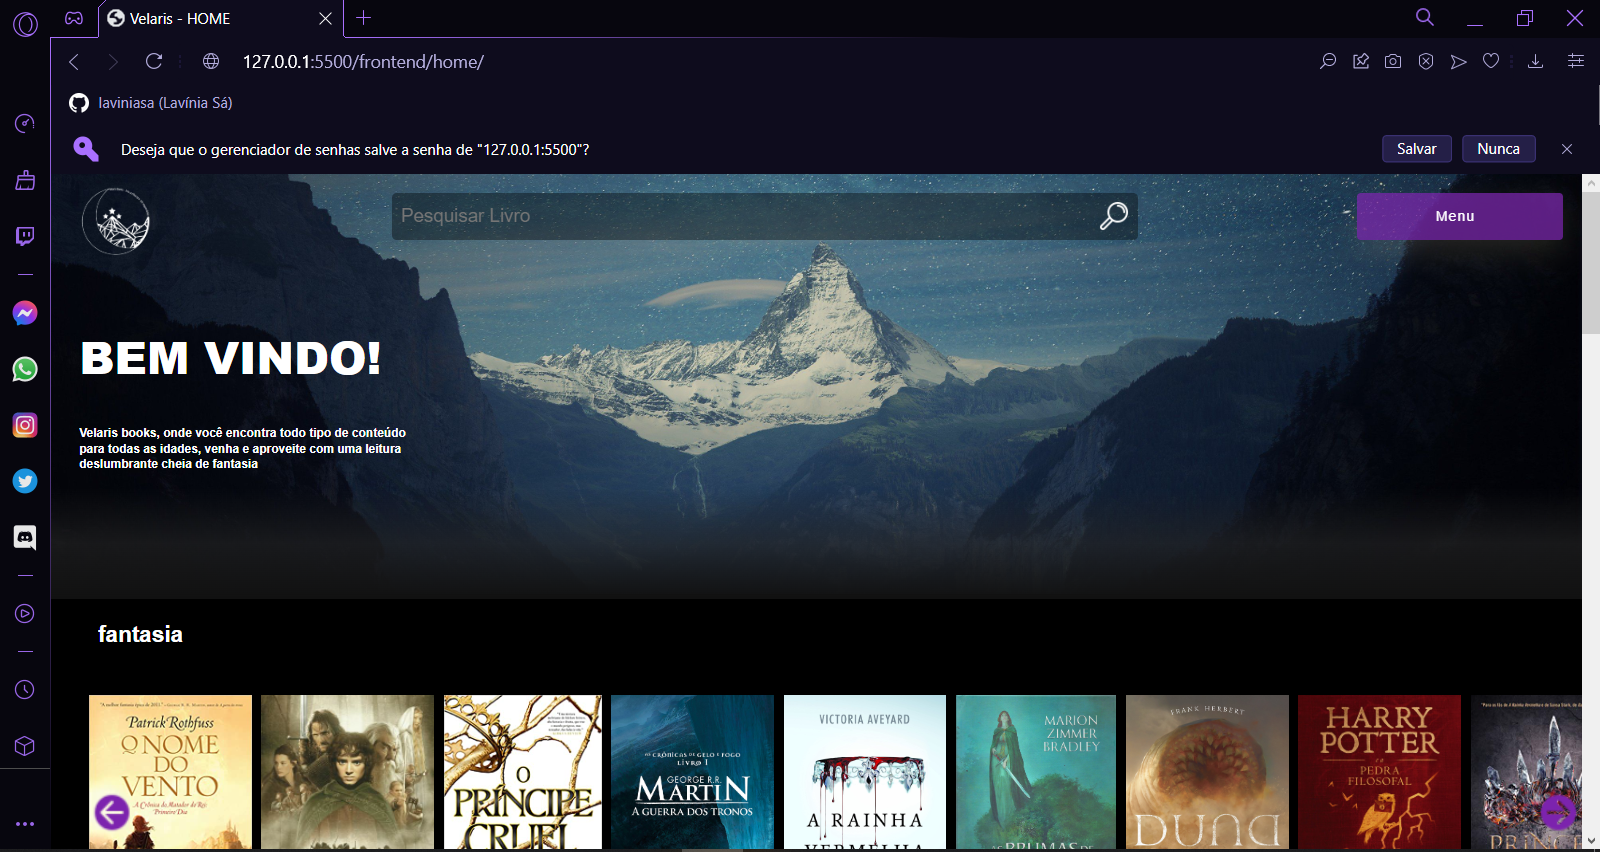 Velaris - HOME
127.0.0.1:5500/frontend/home/
laviniasa (Lavínia Sá)
Deseja que o gerenciador de senhas salve a senha de "127.0.0.1:5500"?
Salvar
Nunca
Pesquisar Livro
Menu
BEM VINDO!
Velaris books, onde você encontra todo tipo de conteúdo
para todas as idades, venha e aproveite com uma leitura
deslumbrante cheia de fantasia
fantasia
PATRICK ROTHFUSS
O NOME
DO
VENTO
A Crônica do Matador do Rei:
Primeiro Dia
O
PRÍNCIPE
CRUEL
AS CRÔNICAS DE GELO E FOGO
LIVRO 1
GEORGE R.R.
MARTIN
A GUERRA DOS TRONOS
VICTORIA AVEYARD
A RAINHA
VERMELHA
MARION
ZIMMER
BRADLEY
AS BRUMAS DE
FRANK HERBERT
DUNA
HARRY
POTTER
E O
PEDRA
FILOSOFAL